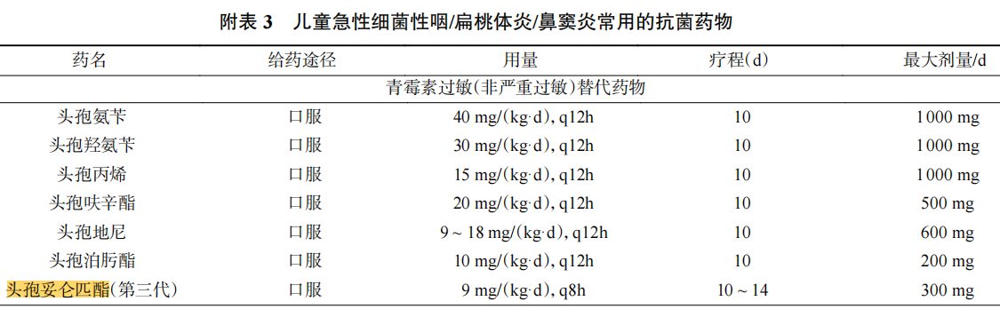 附表 3 儿童急性细菌性咽/扁桃体炎/鼻窦炎常用的抗菌药物
药名 给药途径 用量 疗程(d) 最大剂量/d
青霉素过敏(非严重过敏)替代药物
头孢氨苄 口服 40 mg/(kg·d), q12h 10 1 000 mg
头孢羟氨苄 口服 30 mg/(kg·d), q12h 10 1 000 mg
头孢丙烯 口服 15 mg/(kg·d), q12h 10 1 000 mg
头孢呋辛酯 口服 20 mg/(kg·d), q12h 10 500 mg
头孢地尼 口服 9 ~ 18 mg/(kg·d), q12h 10 600 mg
头孢泊肟酯 口服 10 mg/(kg·d), q12h 10 200 mg
头孢妥仑匹酯(第三代) 口服 9 mg/(kg·d), q8h 10 ~ 14 300 mg